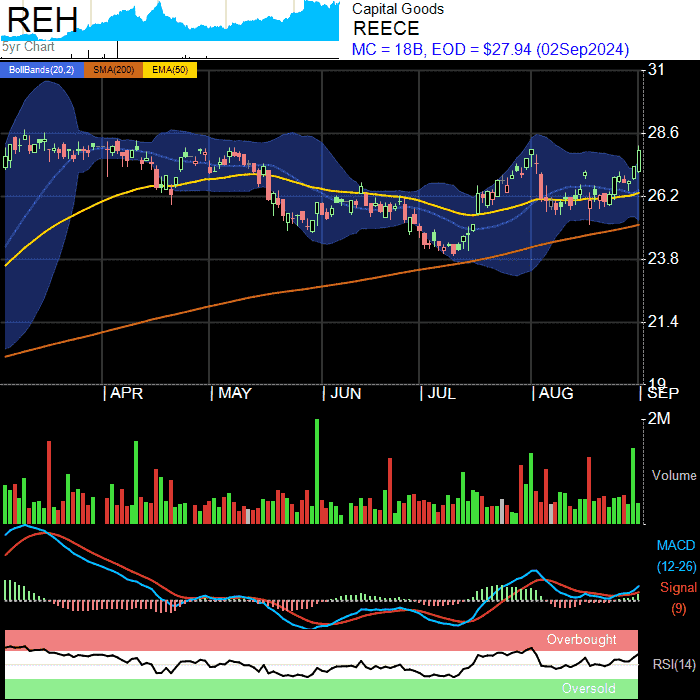 REH
5yr Chart
Capital Goods
REECE
MC = 18B, EOD = $27.94 (02Sep2024)
BollBands(20,2) SMA(200) EMA(50)
31
28.6
26.2
23.8
21.4
19
APR MAY JUN JUL AUG SEP
2M
Volume
MACD
(12-26)
Signal
(9)
Overbought
RSI(14)
Oversold